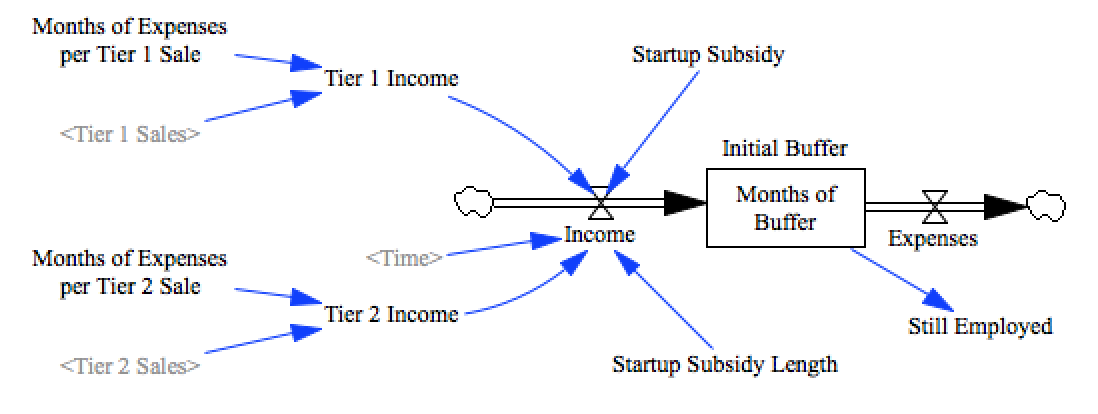 Months of Expenses
per Tier 1 Sale
Startup Subsidy
Tier 1 Income
<Tier 1 Sales>
Initial Buffer
Months of
Buffer
Income
Expenses
<Time>
Months of Expenses
per Tier 2 Sale
Tier 2 Income
Still Employed
<Tier 2 Sales>
Startup Subsidy Length